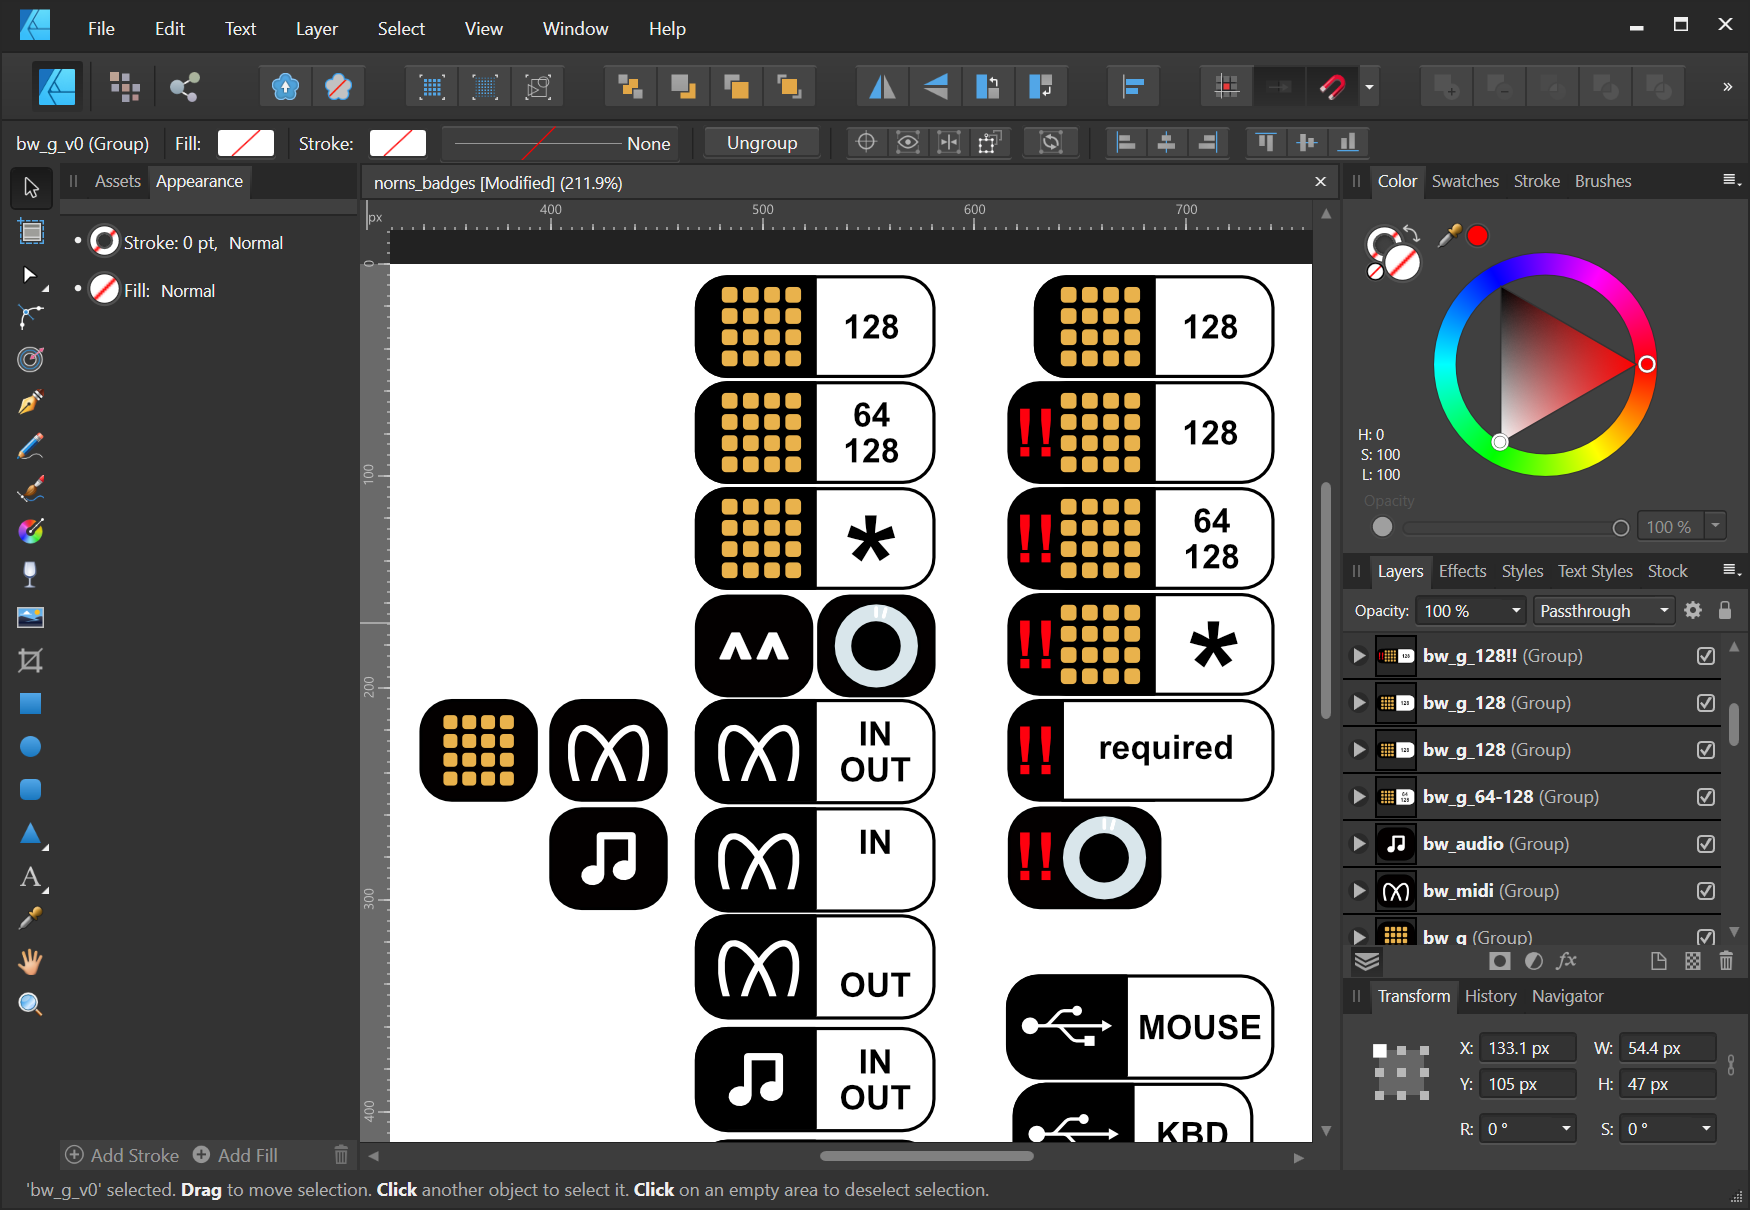 File Edit Text Layer Select View Window Help
bw_g_v0 (Group) Fill: Stroke: None Ungroup
Assets Appearance
Stroke: 0 pt, Normal
Fill: Normal
Add Stroke Add Fill
norns_badges [Modified] (211.9%)
px 400 500 600 700
0
100
200
300
400
128
64
128
*
^^
IN
OUT
IN
OUT
IN
OUT
128
!! 128
!! 64
128
!! *
!! required
!!
MOUSE
KBD
Color Swatches Stroke Brushes
H: 0
S: 100
L: 100
Opacity
100 %
Layers Effects Styles Text Styles Stock
Opacity: 100 % Passthrough
bw_g_128!! (Group)
bw_g_128 (Group)
bw_g_128 (Group)
bw_g_64-128 (Group)
bw_audio (Group)
bw_midi (Group)
bw_g (Group)
fx
Transform History Navigator
X: 133.1 px W: 54.4 px
Y: 105 px H: 47 px
R: 0 ° S: 0 °
'bw_g_v0' selected. Drag to move selection. Click another object to select it. Click on an empty area to deselect selection.